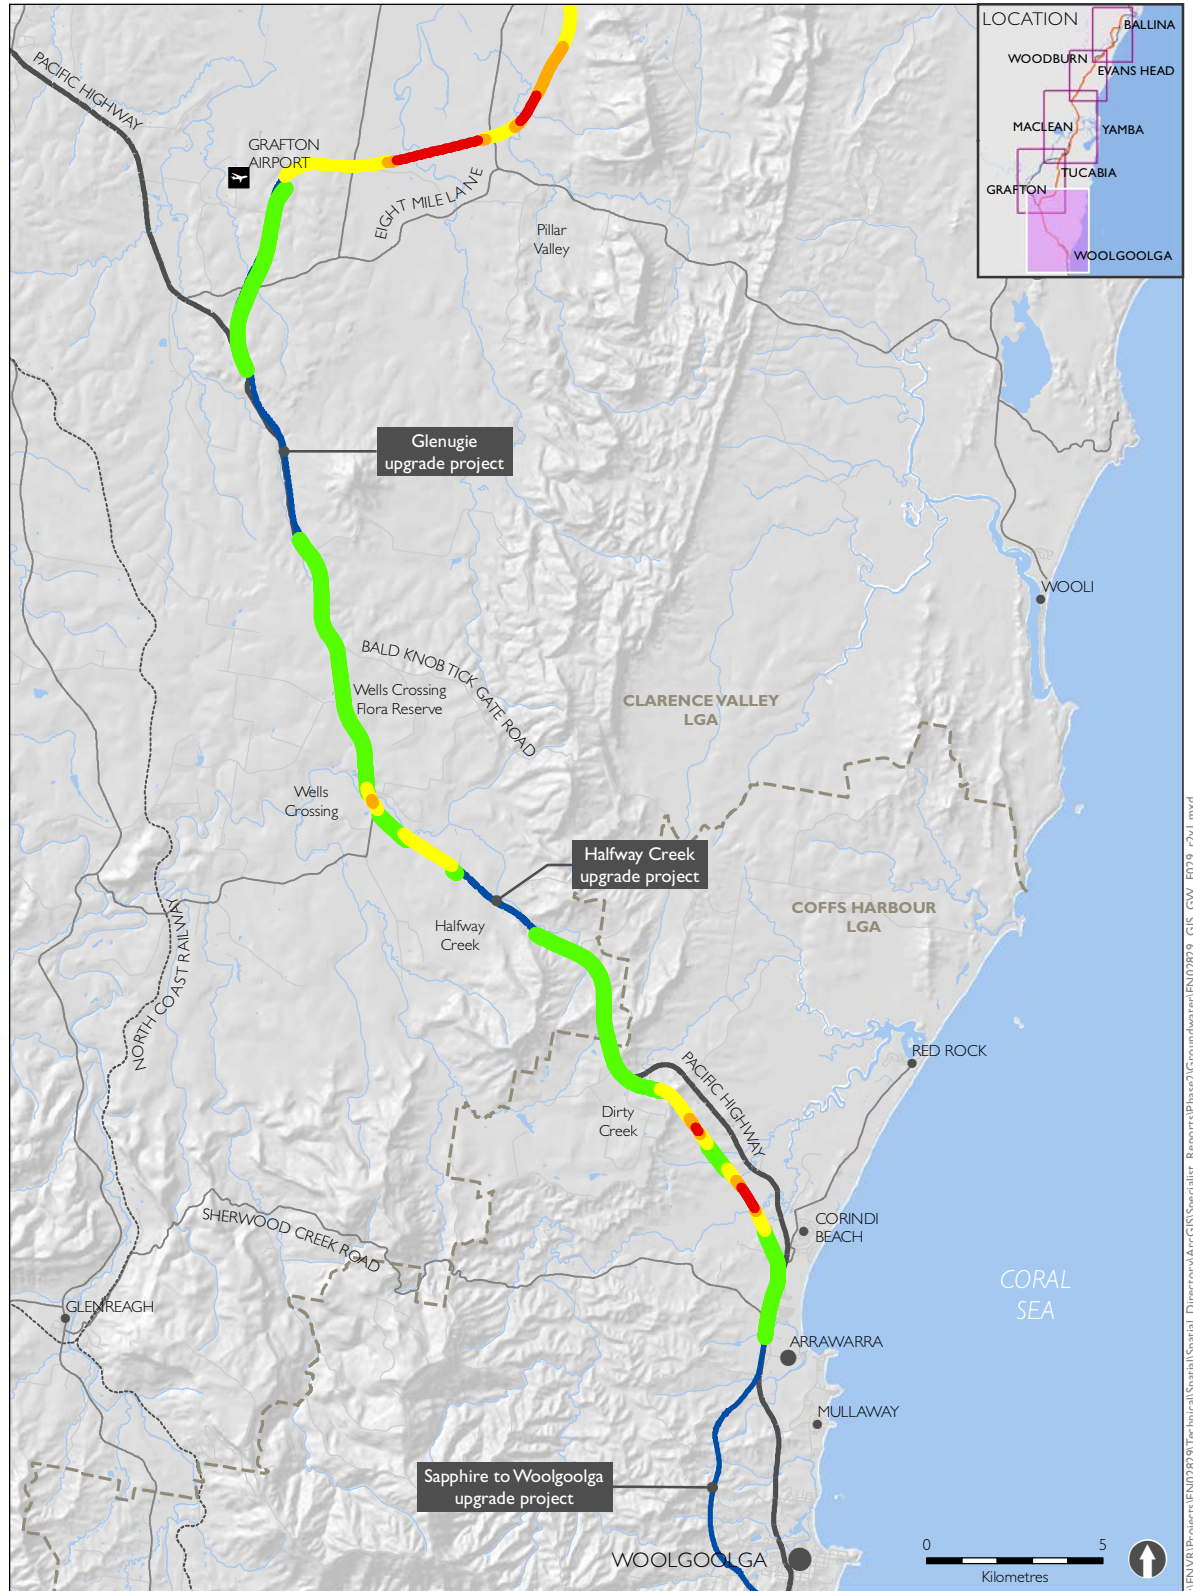 LOCATION
BALLINA
WOODBURN
EVANS HEAD
MACLEAN
YAMBA
TUCABIA
GRAFTON
WOOLGOOLGA
PACIFIC HIGHWAY
GRAFTON
AIRPORT
EIGHT MILE LANE
Pillar
Valley
Glenugie
upgrade project
WOOLI
BALD KNOB TICK GATE ROAD
Wells Crossing
Flora Reserve
CLARENCE VALLEY
LGA
Wells
Crossing
Halfway Creek
upgrade project
COFFS HARBOUR
LGA
Halfway
Creek
NORTH COAST RAILWAY
RED ROCK
PACIFIC HIGHWAY
Dirty
Creek
SHERWOOD CREEK ROAD
CORINDI
BEACH
CORAL
SEA
GLENREAGH
ARRAWARRA
MULLAWAY
Sapphire to Woolgoolga
upgrade project
WOOLGOOLGA
0 5
Kilometres